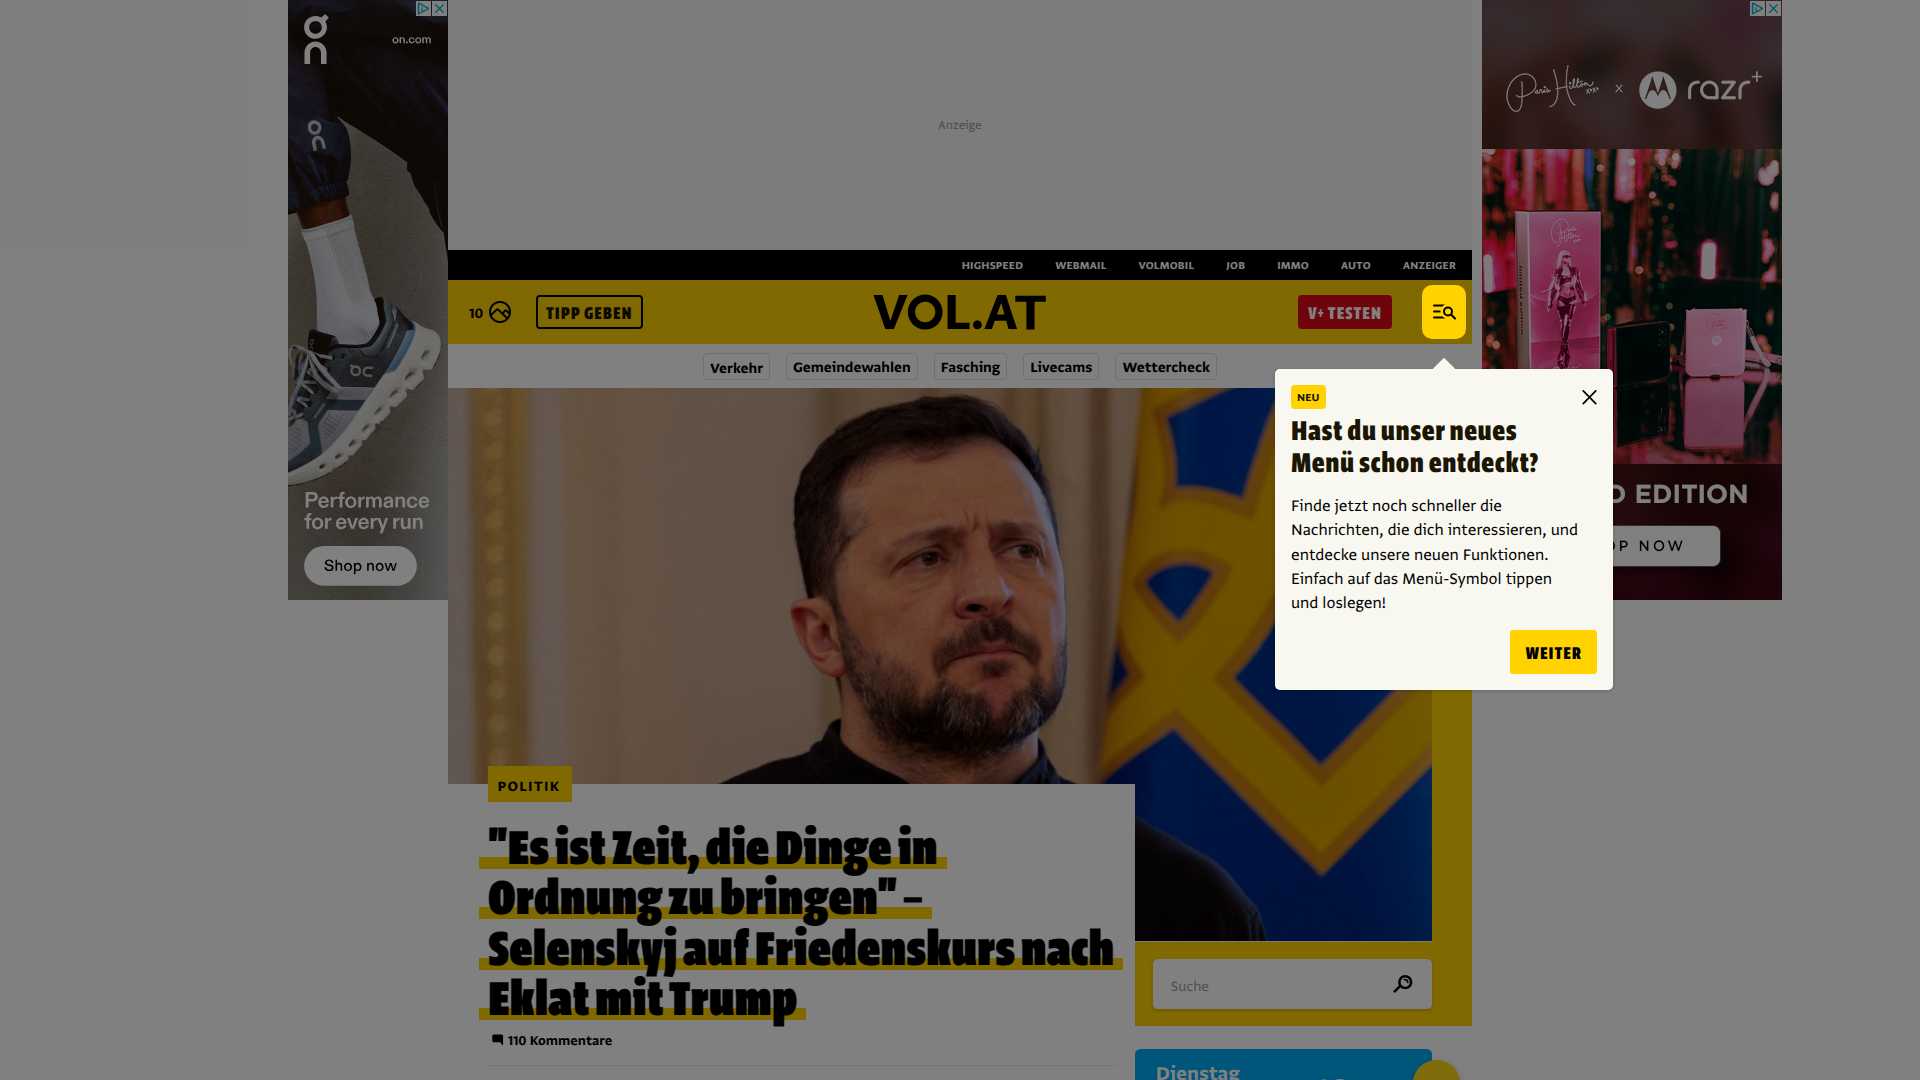 on
on.com
on
Performance
for every run
Shop now
Anzeige
Paris Hilton x razr+
HIGHSPEED WEBMAIL VOLMOBIL JOB IMMO AUTO ANZEIGER
10 TIPP GEBEN VOL.AT V+ TESTEN
Verkehr Gemeindewahlen Fasching Livecams Wettercheck
NEU
Hast du unser neues
Menü schon entdeckt?
Finde jetzt noch schneller die
Nachrichten, die dich interessieren, und
entdecke unsere neuen Funktionen.
Einfach auf das Menü-Symbol tippen
und loslegen!
WEITER
EDITION
NOW
POLITIK
"Es ist Zeit, die Dinge in
Ordnung zu bringen" –
Selenskyj auf Friedenskurs nach
Eklat mit Trump
110 Kommentare
Suche
Dienstag